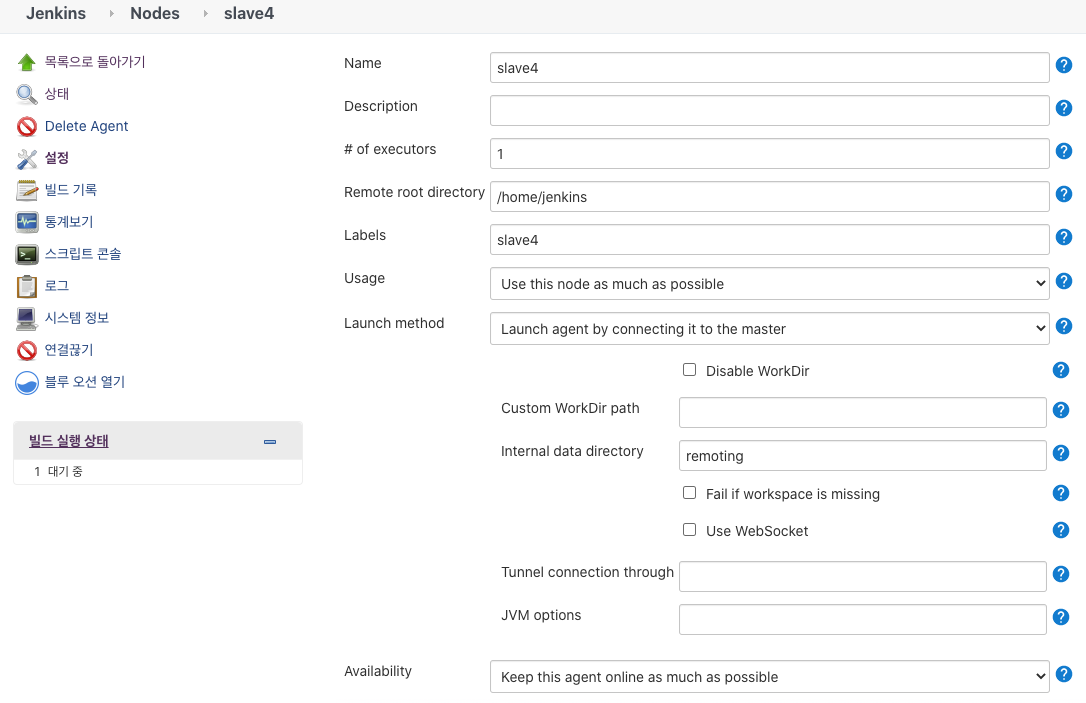 Jenkins Nodes slave4
목록으로 돌아가기
상태
Delete Agent
설정
빌드 기록
통계보기
스크립트 콘솔
로그
시스템 정보
연결끊기
블루 오션 열기
빌드 실행 상태
1 대기 중
Name slave4
Description
# of executors 1
Remote root directory /home/jenkins
Labels slave4
Usage Use this node as much as possible
Launch method Launch agent by connecting it to the master
Disable WorkDir
Custom WorkDir path
Internal data directory remoting
Fail if workspace is missing
Use WebSocket
Tunnel connection through
JVM options
Availability Keep this agent online as much as possible